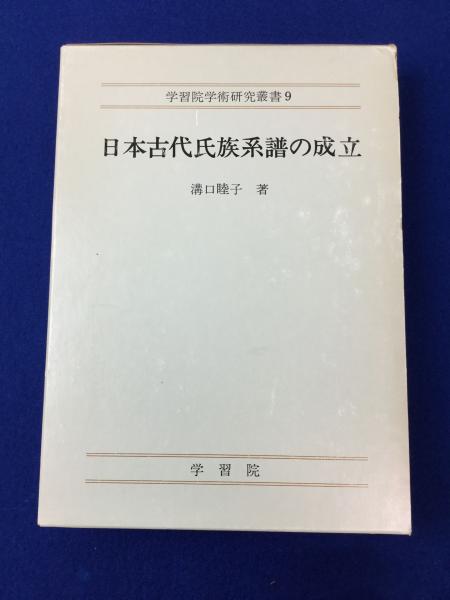 学習院学術研究叢書9
日本古代氏族系譜の成立
溝口睦子 著
学習院